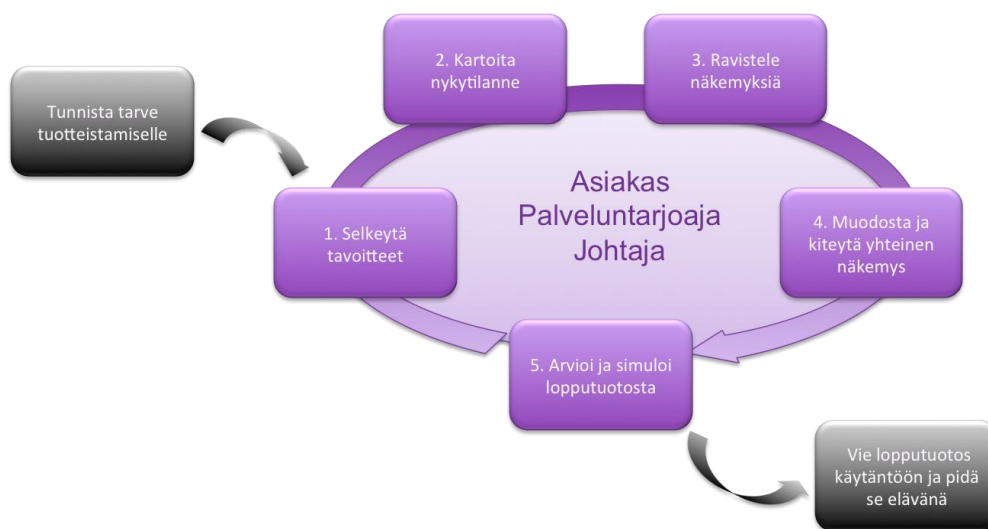 Tunnista tarve
tuotteistamiselle
1. Selkeytä
tavoitteet
2. Kartoita
nykytilanne
3. Ravistele
näkemyksiä
4. Muodosta ja
kiteytä yhteinen
näkemys
5. Arvioi ja simuloi
lopputuotosta
Asiakas
Palveluntarjoaja
Johtaja
Vie lopputuotos
käytäntöön ja pidä
se elävänä